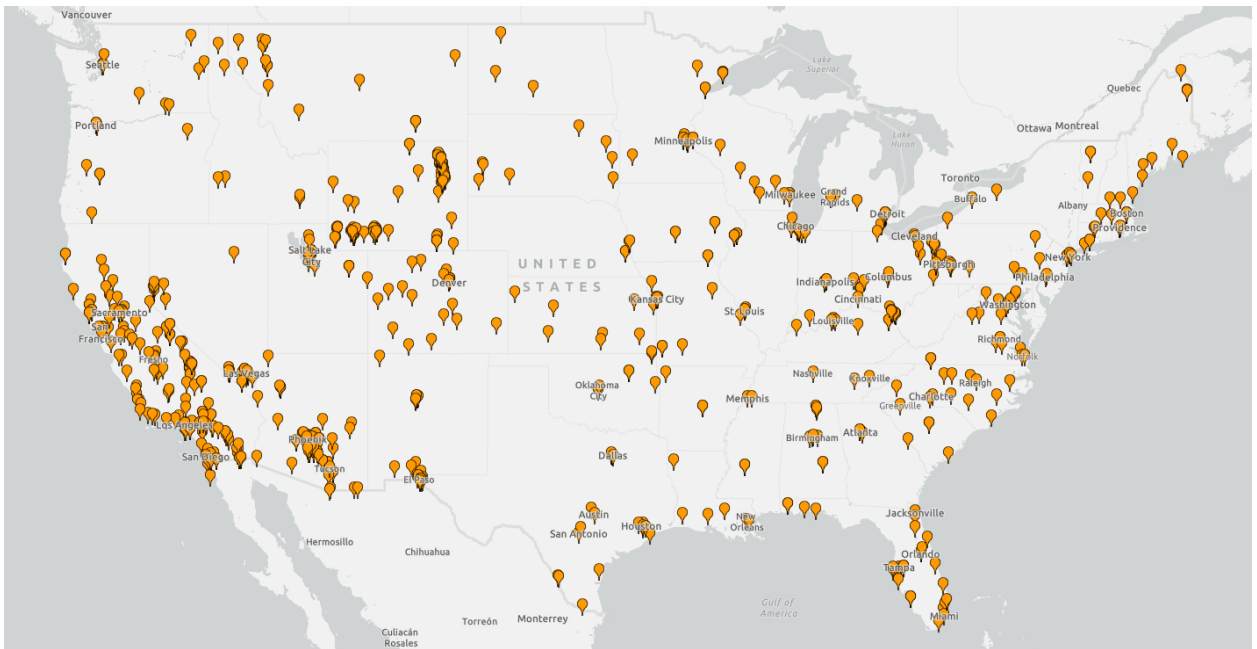 Vancouver
Seattle
Portland
Lake
Superior
Quebec
Ottawa
Montreal
Minneapolis
Lake
Huron
Toronto
Milwaukee
Grand
Rapids
Buffalo
Albany
Detroit
Boston
Chicago
Providence
Cleveland
Salt Lake
City
UNITED
STATES
Denver
Pittsburgh
New York
Indianapolis
Columbus
Philadelphia
Kansas City
Cincinnati
Sacramento
St. Louis
Washington
San
Francisco
Louisville
Richmond
Fresno
Norfolk
Las Vegas
Nashville
Knoxville
Raleigh
Oklahoma
City
Memphis
Charlotte
Greenville
Los Angeles
Phoenix
Birmingham
Atlanta
San Diego
Dallas
Tucson
El Paso
Austin
Jacksonville
New
Orleans
Houston
San Antonio
Hermosillo
Chihuahua
Orlando
Tampa
Gulf of
America
Miami
Torreón
Monterrey
Culiacán
Rosales